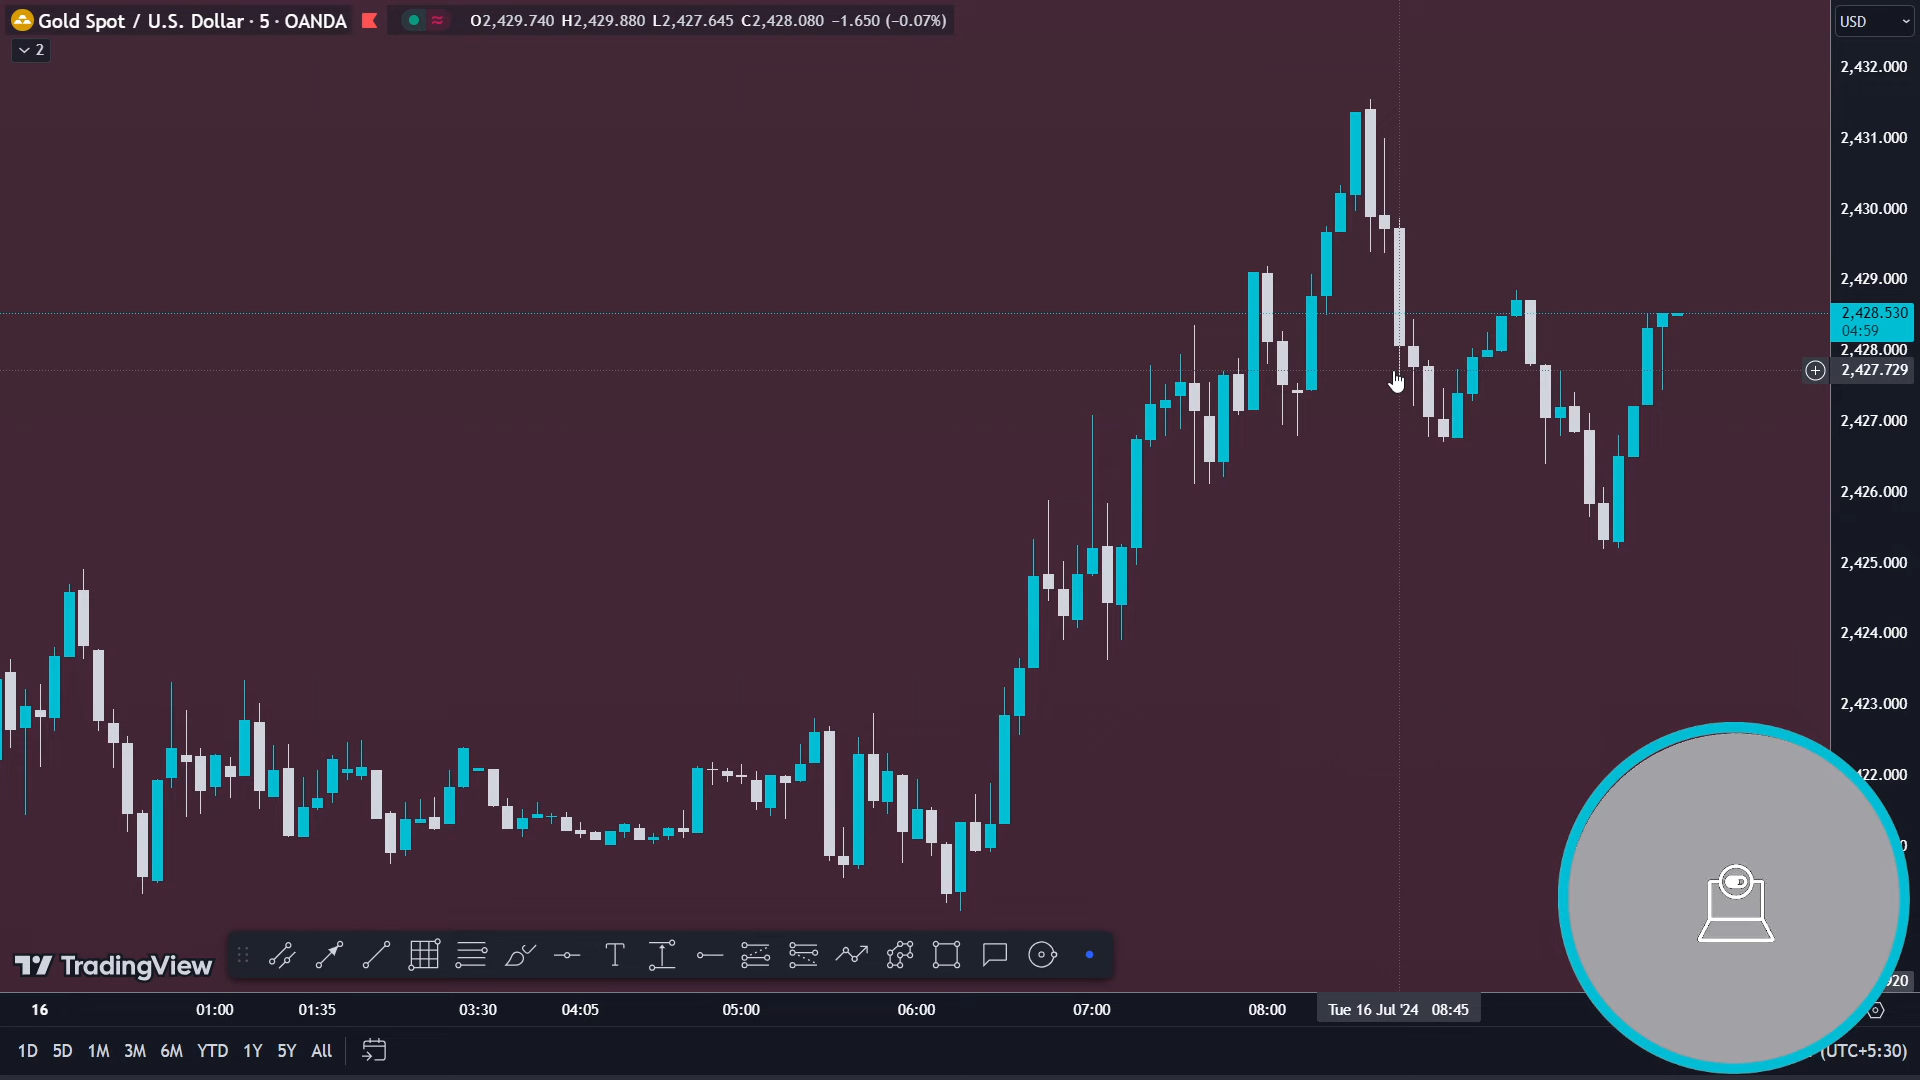 Gold Spot / U.S. Dollar · 5 · OANDA
O2,429.740 H2,429.880 L2,427.645 C2,428.080 −1.650 (−0.07%)
USD
2
2,432.000
2,431.000
2,430.000
2,429.000
2,428.530
04:59
2,428.000
2,427.729
2,427.000
2,426.000
2,425.000
2,424.000
2,423.000
TradingView
16
01:00
01:35
03:30
04:05
05:00
06:00
07:00
08:00
Tue 16 Jul '24 08:45
1D
5D
1M
3M
6M
YTD
1Y
5Y
All
(UTC+5:30)